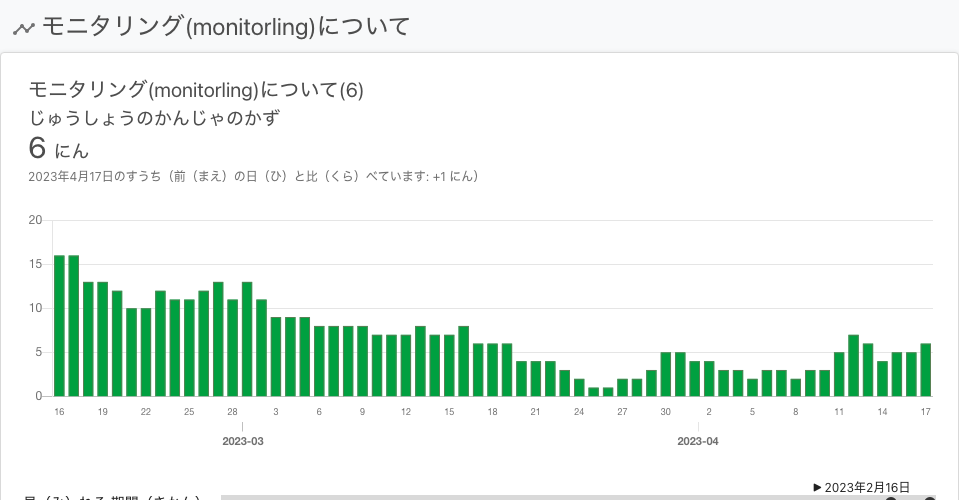 モニタリング(monitorling)について
モニタリング(monitorling)について(6)
じゅうしょうのかんじゃのかず
6 にん
2023年4月17日のすうち（前（まえ）の日（ひ）と比（くら）べています: +1 にん）
20
15
10
5
0
16 19 22 25 28 3 6 9 12 15 18 21 24 27 30 2 5 8 11 14 17
2023-03 2023-04
▶ 2023年2月16日